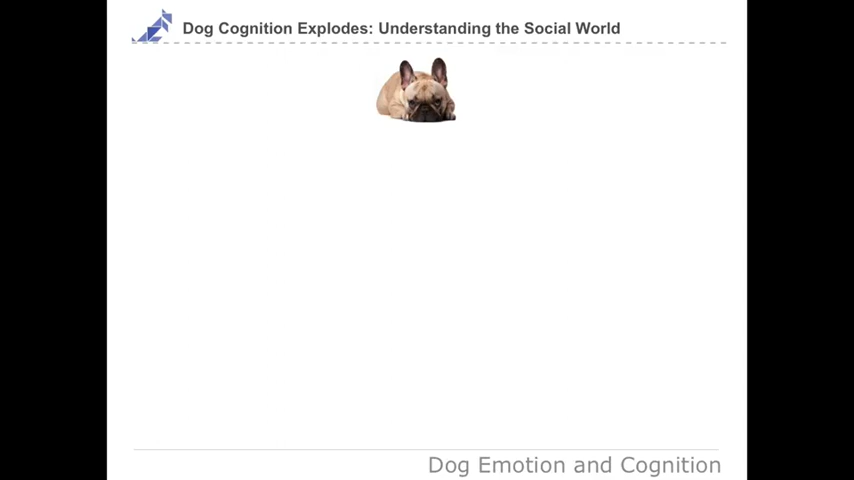 Dog Cognition Explodes: Understanding the Social World
Dog Emotion and Cognition